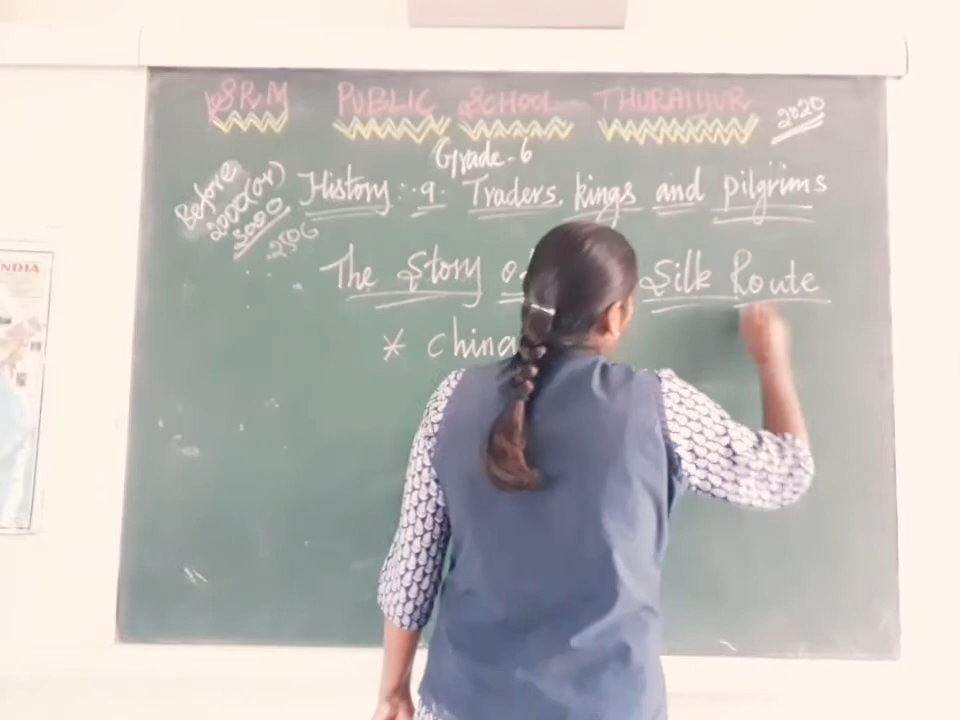 SRM PUBLIC SCHOOL THURAIYUR 2020
Grade-6
Before
2000 (or)
3000
2506
History : 9. Traders, kings and pilgrims
The Story Silk Route
* china
INDIA